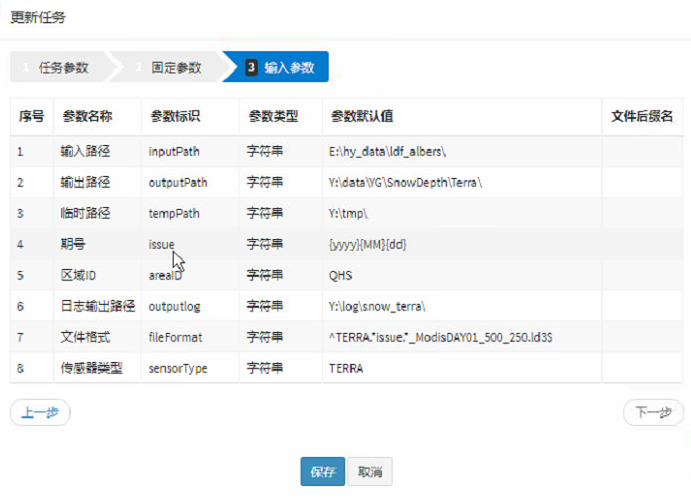 更新任务
1 任务参数 2 固定参数 3 输入参数
序号 参数名称 参数标识 参数类型 参数默认值 文件后缀名
1 输入路径 inputPath 字符串 E:\hy_data\ldf_albers\
2 输出路径 outputPath 字符串 Y:\data\YG\SnowDepth\Terra\
3 临时路径 tempPath 字符串 Y:\tmp\
4 期号 issue 字符串 {yyyy}{MM}{dd}
5 区域ID areaID 字符串 QHS
6 日志输出路径 outputlog 字符串 Y:\log\snow_terra\
7 文件格式 fileFormat 字符串 ^TERRA.*issue.*_ModisDAY01_500_250.ld3$
8 传感器类型 sensorType 字符串 TERRA
上一步 下一步
保存 取消